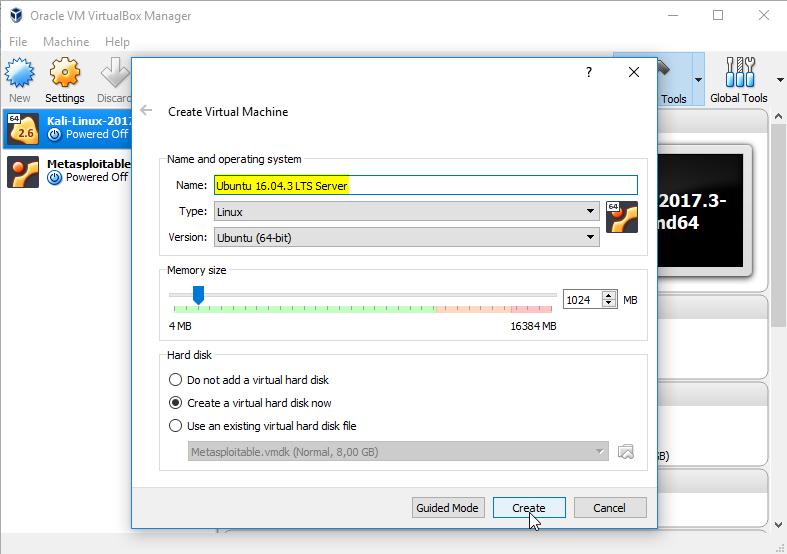 Oracle VM VirtualBox Manager
File Machine Help
New Settings Discard Tools Global Tools
64
2.6
Kali-Linux-2017
Powered Off
Metasploitable
Powered Off
2017.3-
md64
GB)
?
Create Virtual Machine
Name and operating system
Name: Ubuntu 16.04.3 LTS Server
Type: Linux
64
Version: Ubuntu (64-bit)
Memory size
1024 MB
4 MB 16384 MB
Hard disk
Do not add a virtual hard disk
Create a virtual hard disk now
Use an existing virtual hard disk file
Metasploitable.vmdk (Normal, 8,00 GB)
Guided Mode Create Cancel